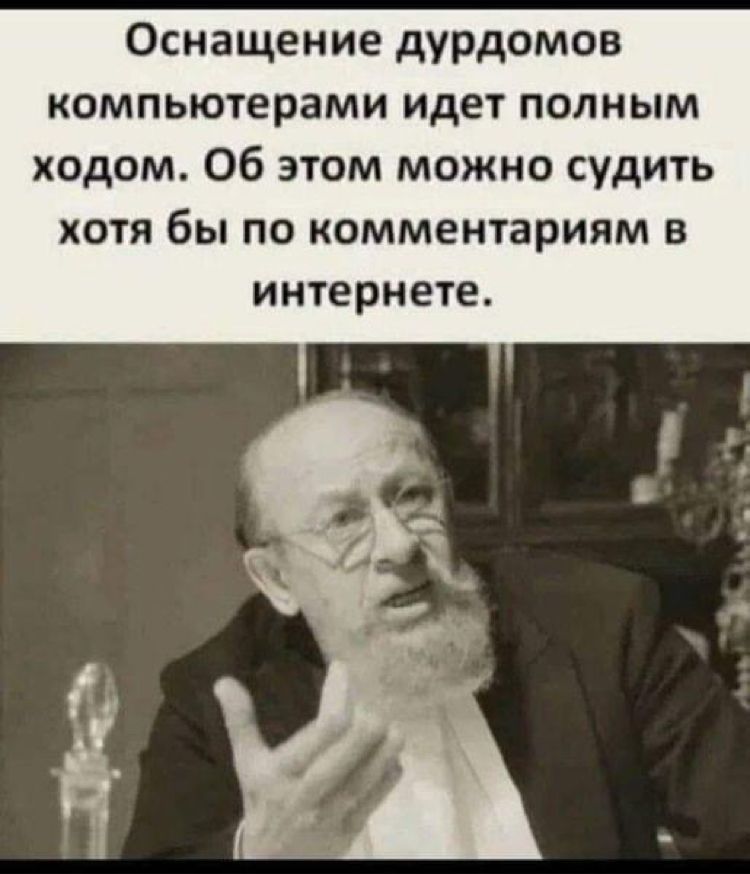 Оснащение дурдомов
компьютерами идет полным
ходом. Об этом можно судить
хотя бы по комментариям в
интернете.